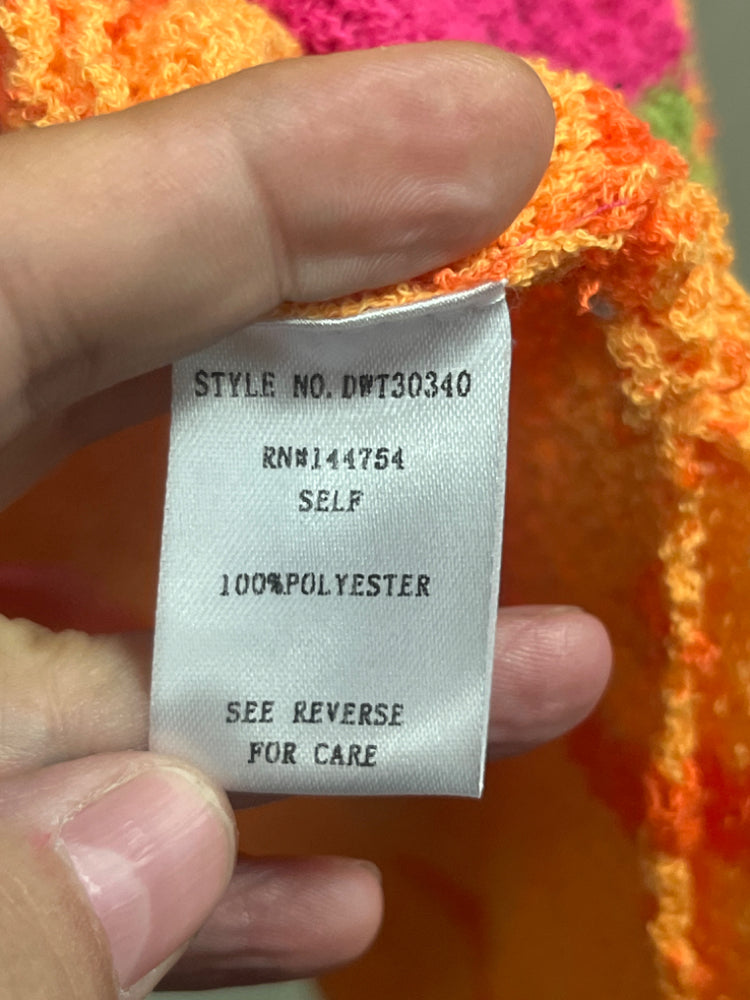 STYLE NO. DWT30340
RN#144754
SELF
100%POLYESTER
SEE REVERSE
FOR CARE